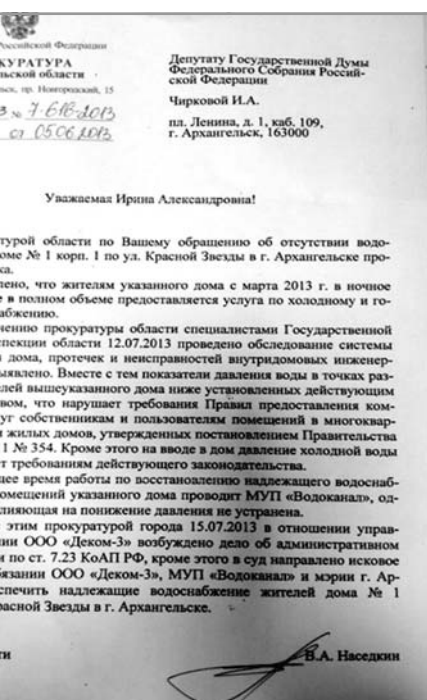 Российской Федерации
КУРАТУРА
льской области
ьск, пр. Новгородский, 15
3 № 7-618-2013
от 05 06 2013
Депутату Государственной Думы
Федерального Собрания Россий-
ской Федерации
Чирковой И.А.
пл. Ленина, д. 1, каб. 109,
г. Архангельск, 163000
Уважаемая Ирина Александровна!
турой области по Вашему обращению об отсутствии водо-
оме № 1 корп. 1 по ул. Красной Звезды в г. Архангельске про-
ка.
лено, что жителям указанного дома с марта 2013 г. в ночное
е в полном объеме предоставляется услуга по холодному и го-
абжению.
чению прокуратуры области специалистами Государственной
пекции области 12.07.2013 проведено обследование системы
дома, протечек и неисправностей внутридомовых инженер-
ыявлено. Вместе с тем показатели давления воды в точках раз-
лей вышеуказанного дома ниже установленных действующим
вом, что нарушает требования Правил предоставления ком-
уг собственникам и пользователям помещений в многоквар-
и жилых домов, утвержденных постановлением Правительства
1 № 354. Кроме этого на вводе в дом давление холодной воды
т требованиям действующего законодательства.
щее время работы по восстановлению надлежащего водоснаб-
омещений указанного дома проводит МУП «Водоканал», од-
лияющая на понижение давления не устранена.
этим прокуратурой города 15.07.2013 в отношении управ-
нии ООО «Деком-3» возбуждено дело об административном
и по ст. 7.23 КоАП РФ, кроме этого в суд направлено исковое
бязании ООО «Деком-3», МУП «Водоканал» и мэрии г. Ар-
спечить надлежащие водоснабжение жителей дома № 1
расной Звезды в г. Архангельске.
ти
В.А. Наседкин